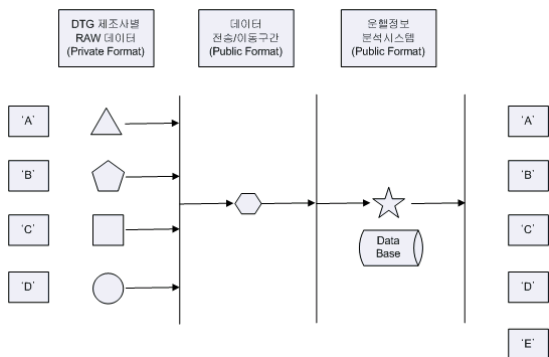 DTG 제조사별
RAW 데이터
(Private Format)
데이터
전송/이동구간
(Public Format)
운행정보
분석시스템
(Public Format)
'A'
'A'
'B'
'B'
'C'
'C'
Data
Base
'D'
'D'
'E'